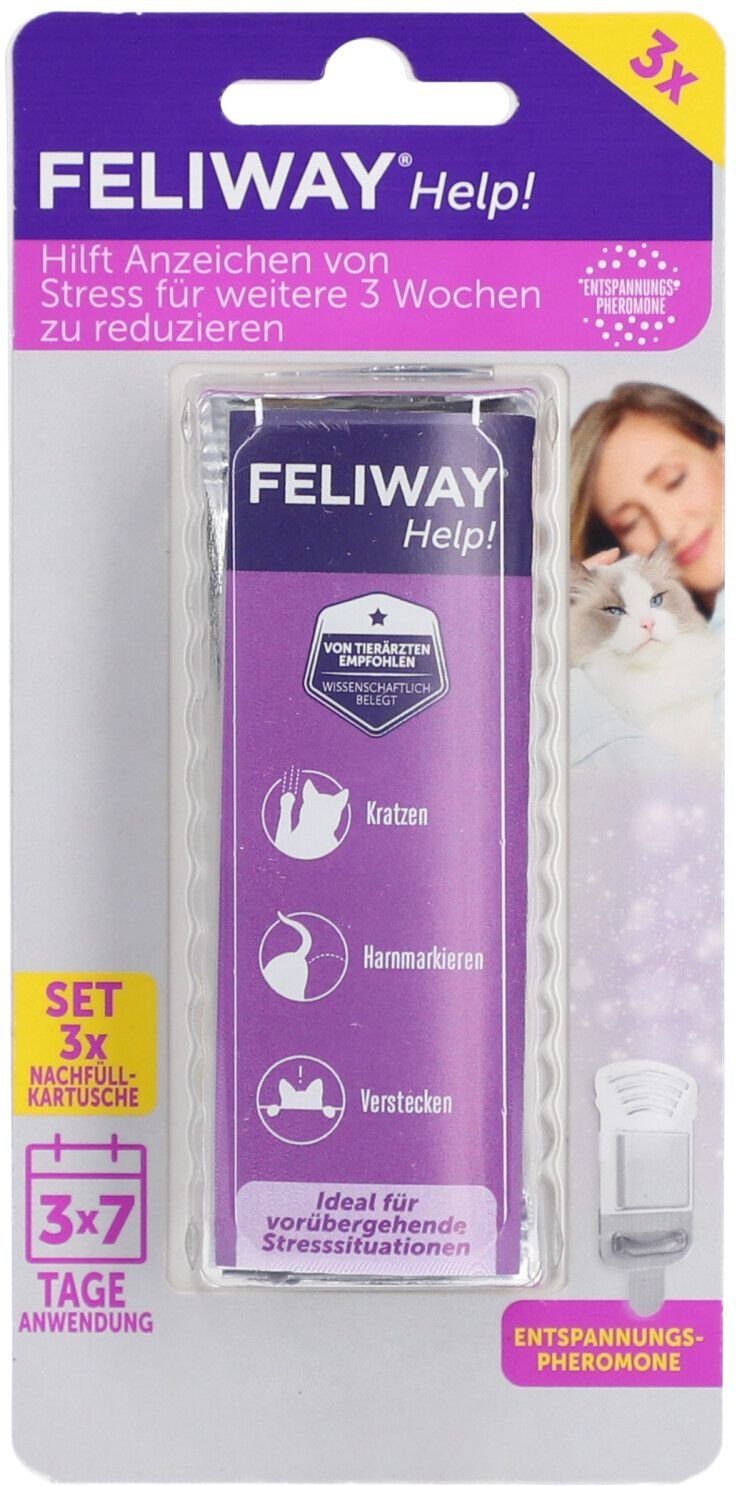 3x
FELIWAY® Help!
Hilft Anzeichen von
Stress für weitere 3 Wochen
zu reduzieren
ENTSPANNUNGS-
PHEROMONE
FELIWAY®
Help!
VON TIERÄRZTEN
EMPFOHLEN
WISSENSCHAFTLICH
BELEGT
Kratzen
Harnmarkieren
Verstecken
Ideal für
vorübergehende
Stresssituationen
SET
3x
NACHFÜLL-
KARTUSCHE
3x7
TAGE
ANWENDUNG
ENTSPANNUNGS-
PHEROMONE